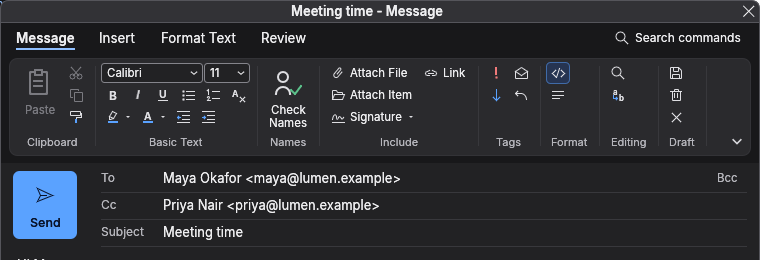 Meeting time - Message
Message Insert Format Text Review Search commands
Calibri 11 Attach File Link
Paste B I U Check Names Attach Item
Signature
Clipboard Basic Text Names Include Tags Format Editing Draft
To Maya Okafor <maya@lumen.example> Bcc
Cc Priya Nair <priya@lumen.example>
Send
Subject Meeting time